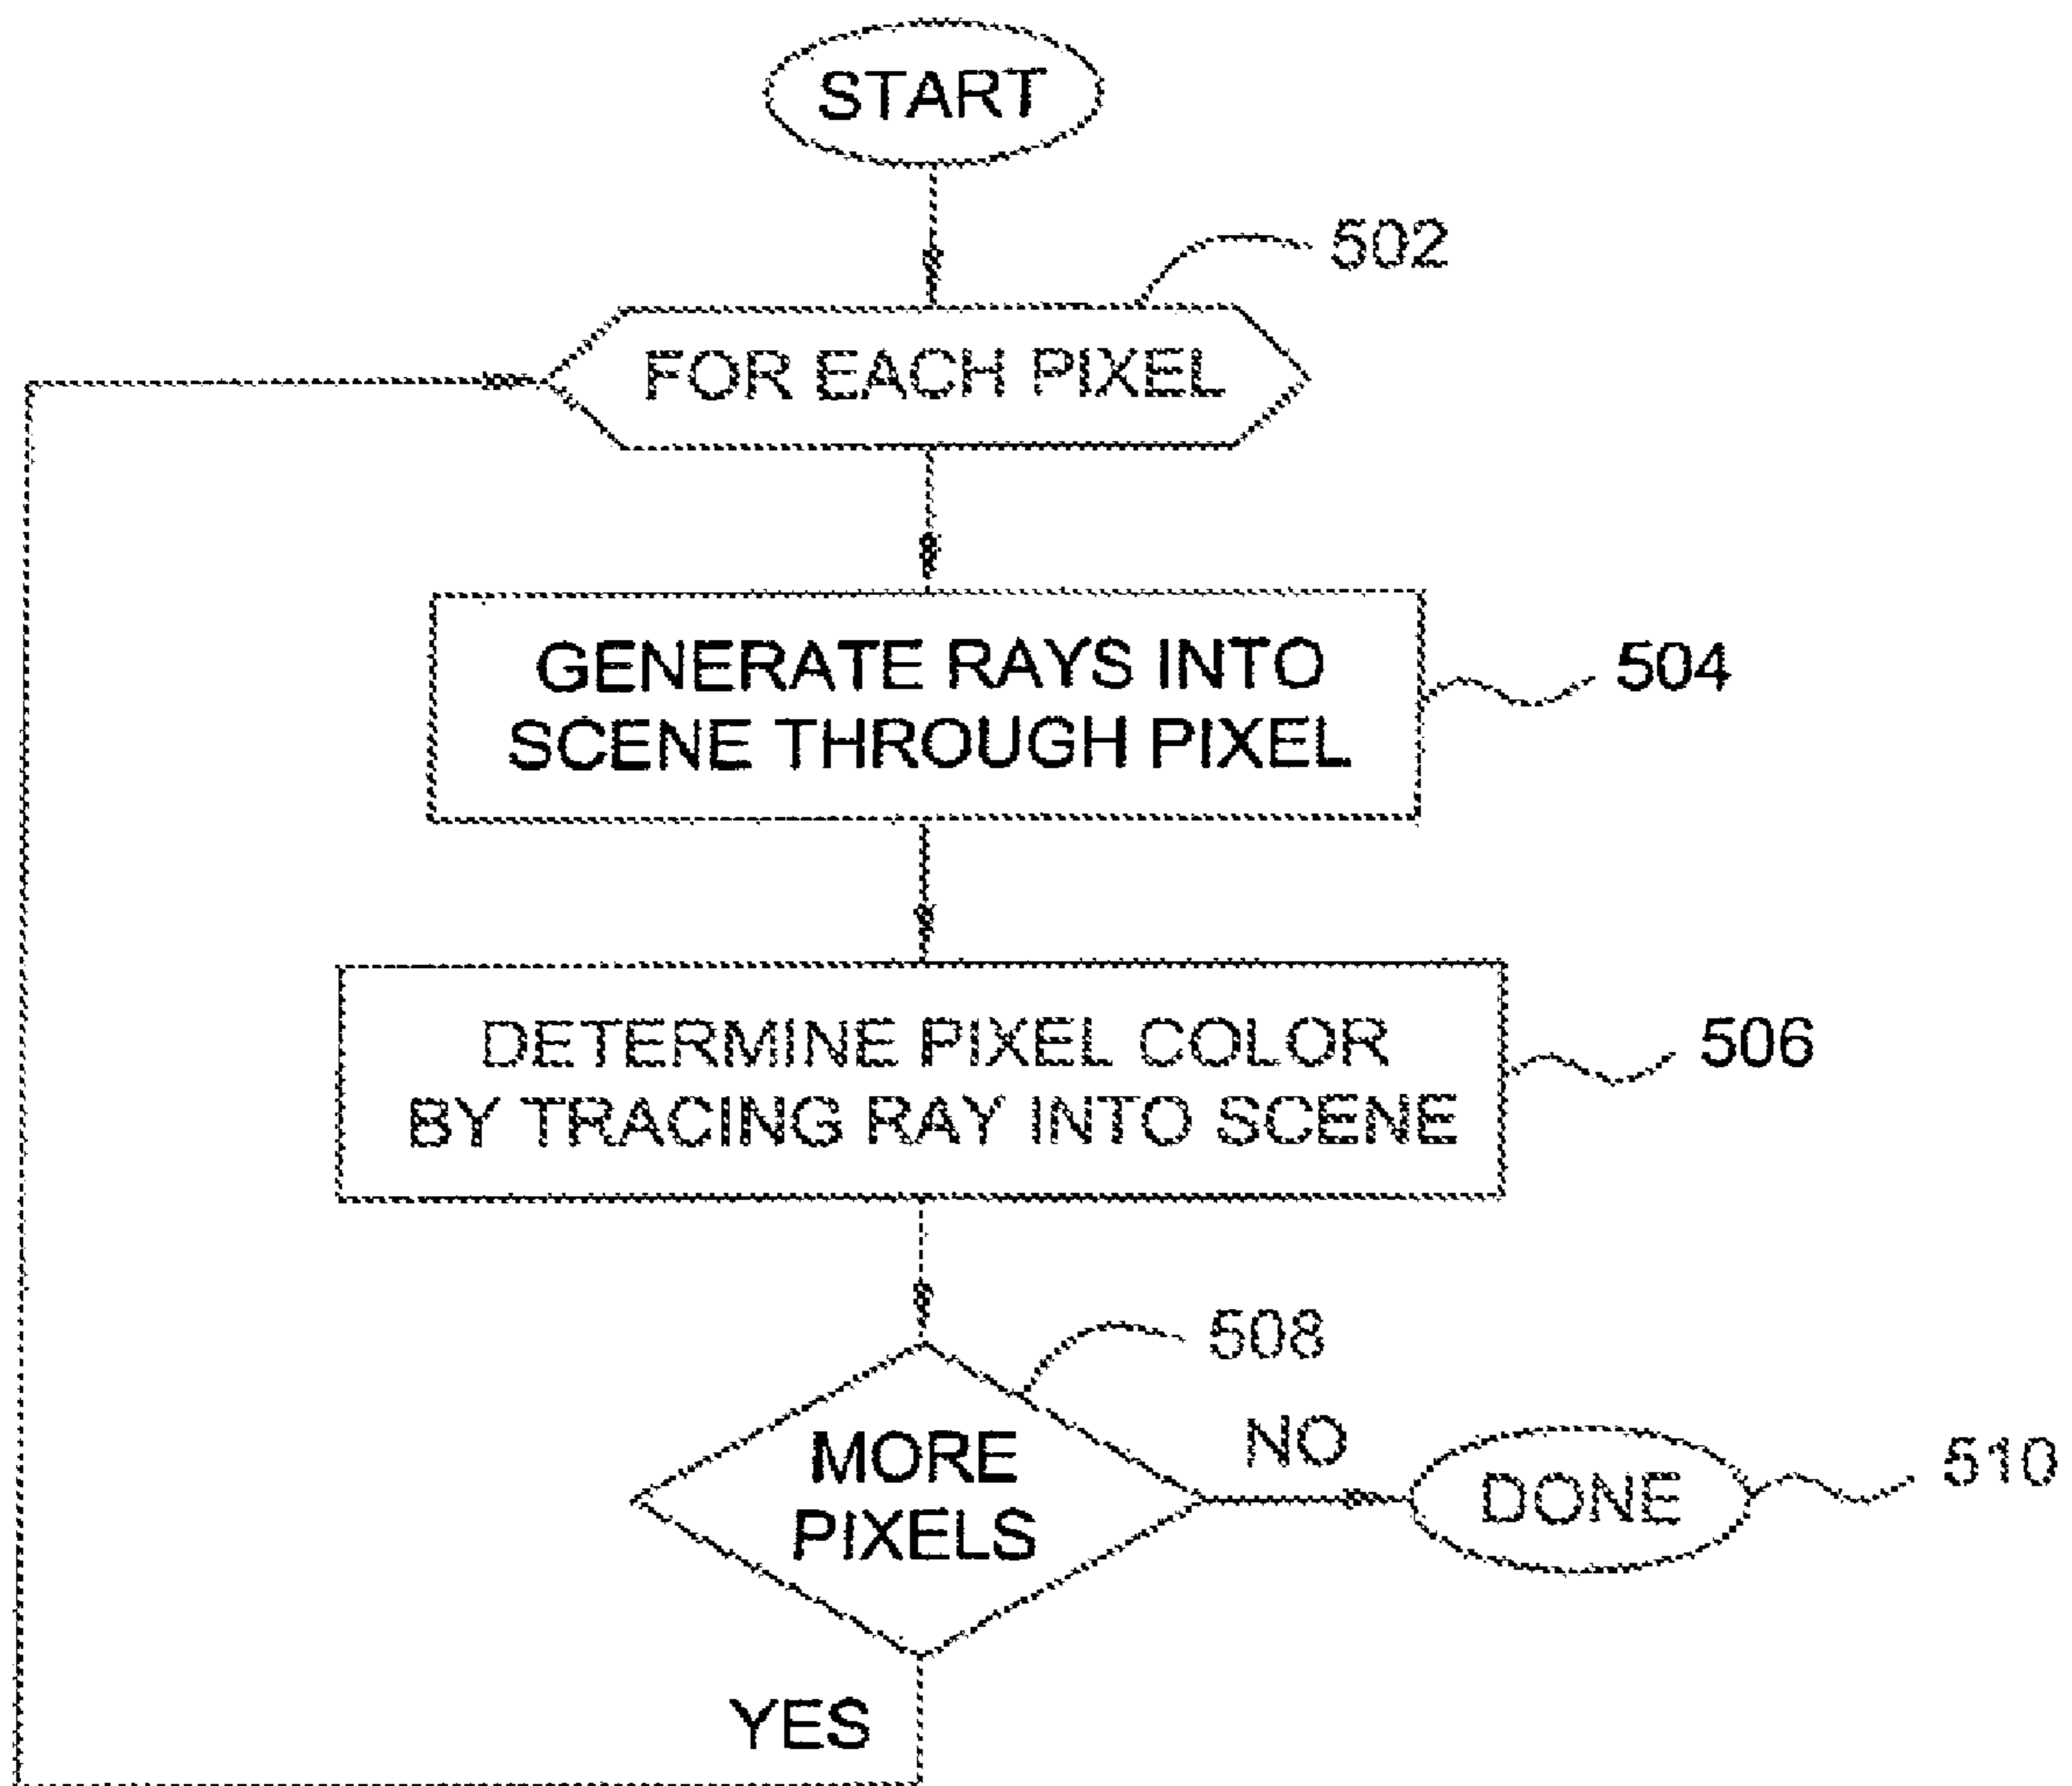 START
502
FOR EACH PIXEL
GENERATE RAYS INTO
SCENE THROUGH PIXEL
504
DETERMINE PIXEL COLOR
BY TRACING RAY INTO SCENE
506
508
MORE
PIXELS
NO
DONE
510
YES